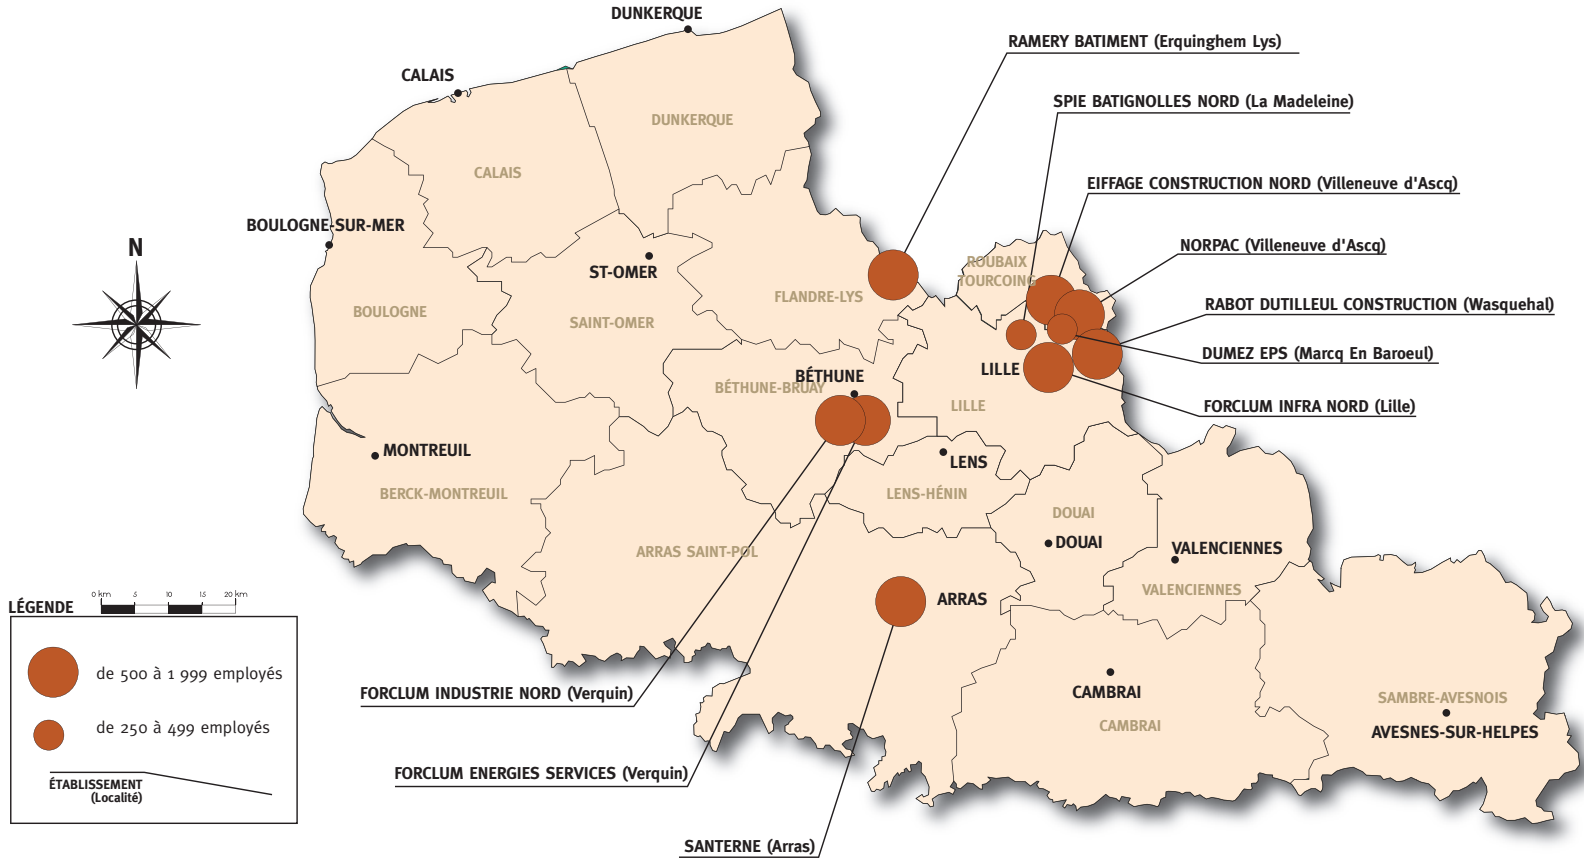 DUNKERQUE
RAMERY BATIMENT (Erquinghem Lys)
CALAIS
SPIE BATIGNOLLES NORD (La Madeleine)
DUNKERQUE
CALAIS
EIFFAGE CONSTRUCTION NORD (Villeneuve d'Ascq)
BOULOGNE-SUR-MER
N
NORPAC (Villeneuve d'Ascq)
ROUBAIX
TOURCOING
ST-OMER
FLANDRE-LYS
RABOT DUTILLEUL CONSTRUCTION (Wasquehal)
BOULOGNE
SAINT-OMER
DUMEZ EPS (Marcq En Baroeul)
LILLE
BÉTHUNE
BÉTHUNE-BRUAY
LILLE
FORCLUM INFRA NORD (Lille)
MONTREUIL
LENS
BERCK-MONTREUIL
LENS-HÉNIN
DOUAI
DOUAI
VALENCIENNES
ARRAS SAINT-POL
VALENCIENNES
ARRAS
0 km 5 10 15 20 km
LÉGENDE
de 500 à 1 999 employés
de 250 à 499 employés
ÉTABLISSEMENT
(Localité)
FORCLUM INDUSTRIE NORD (Verquin)
CAMBRAI
CAMBRAI
SAMBRE-AVESNOIS
AVESNES-SUR-HELPES
FORCLUM ENERGIES SERVICES (Verquin)
SANTERNE (Arras)